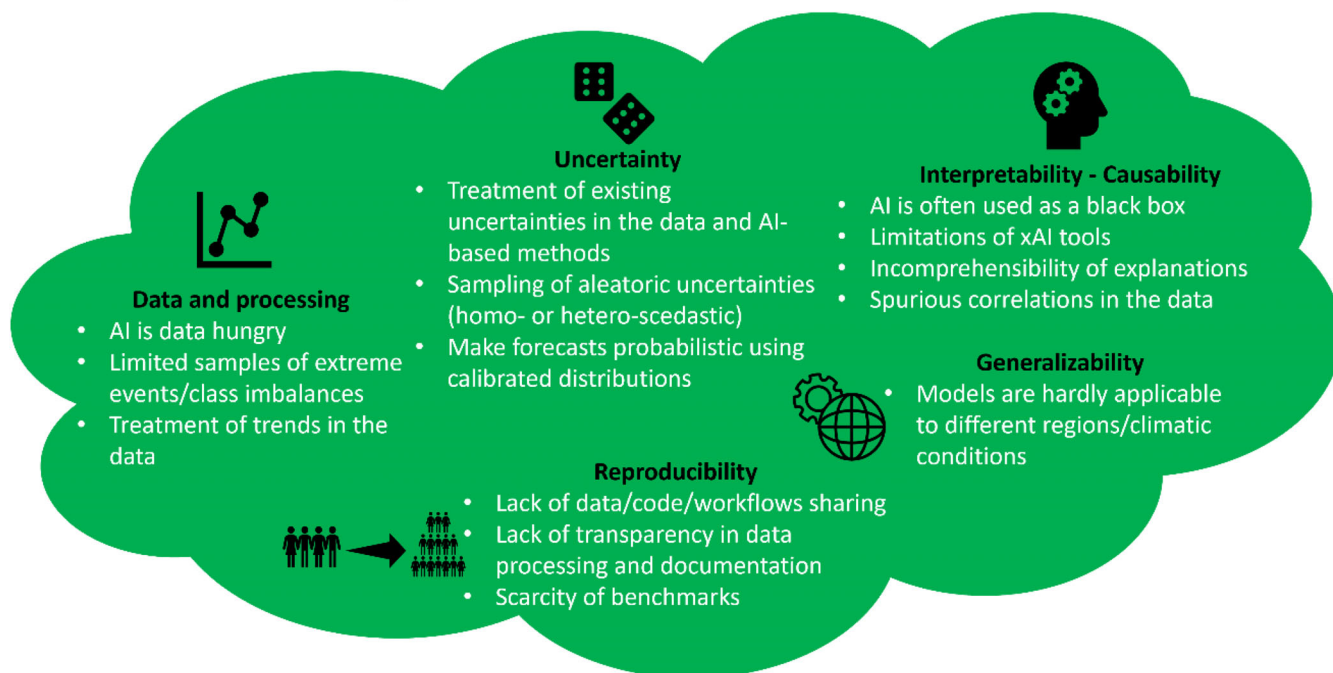 Data and processing
• AI is data hungry
• Limited samples of extreme
events/class imbalances
• Treatment of trends in the
data
Uncertainty
• Treatment of existing
uncertainties in the data and AI-
based methods
• Sampling of aleatoric uncertainties
(homo- or hetero-scedastic)
• Make forecasts probabilistic using
calibrated distributions
Interpretability - Causability
• AI is often used as a black box
• Limitations of xAI tools
• Incomprehensibility of explanations
• Spurious correlations in the data
Generalizability
• Models are hardly applicable
to different regions/climatic
conditions
Reproducibility
• Lack of data/code/workflows sharing
• Lack of transparency in data
processing and documentation
• Scarcity of benchmarks